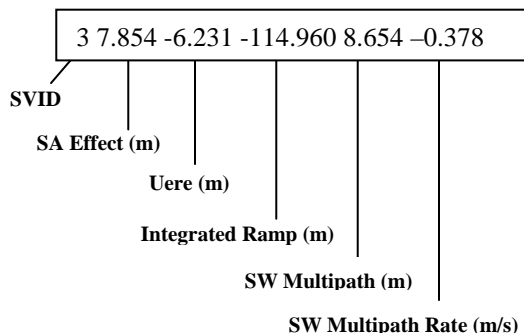 3 7.854 -6.231 -114.960 8.654 –0.378
SVID
SA Effect (m)
Uere (m)
Integrated Ramp (m)
SW Multipath (m)
SW Multipath Rate (m/s)